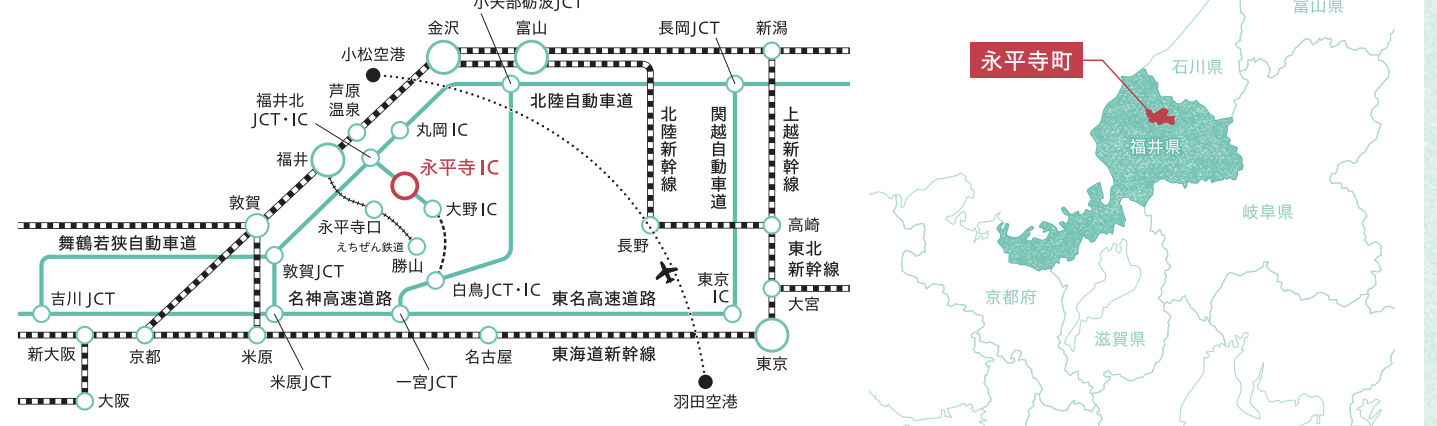 小矢部砺波JCT
金沢
富山
長岡JCT
新潟
小松空港
芦原
温泉
福井北
JCT・IC
丸岡 IC
北陸自動車道
福井
永平寺 IC
北陸新幹線
関越自動車道
上越新幹線
敦賀
大野 IC
永平寺口
えちぜん鉄道
勝山
長野
高崎
舞鶴若狭自動車道
敦賀JCT
東北
新幹線
吉川 JCT
名神高速道路
白鳥JCT・IC
東名高速道路
東京
IC
大宮
新大阪
京都
米原
名古屋
東海道新幹線
東京
米原JCT
一宮JCT
大阪
羽田空港
富山県
永平寺町
石川県
福井県
岐阜県
京都府
滋賀県